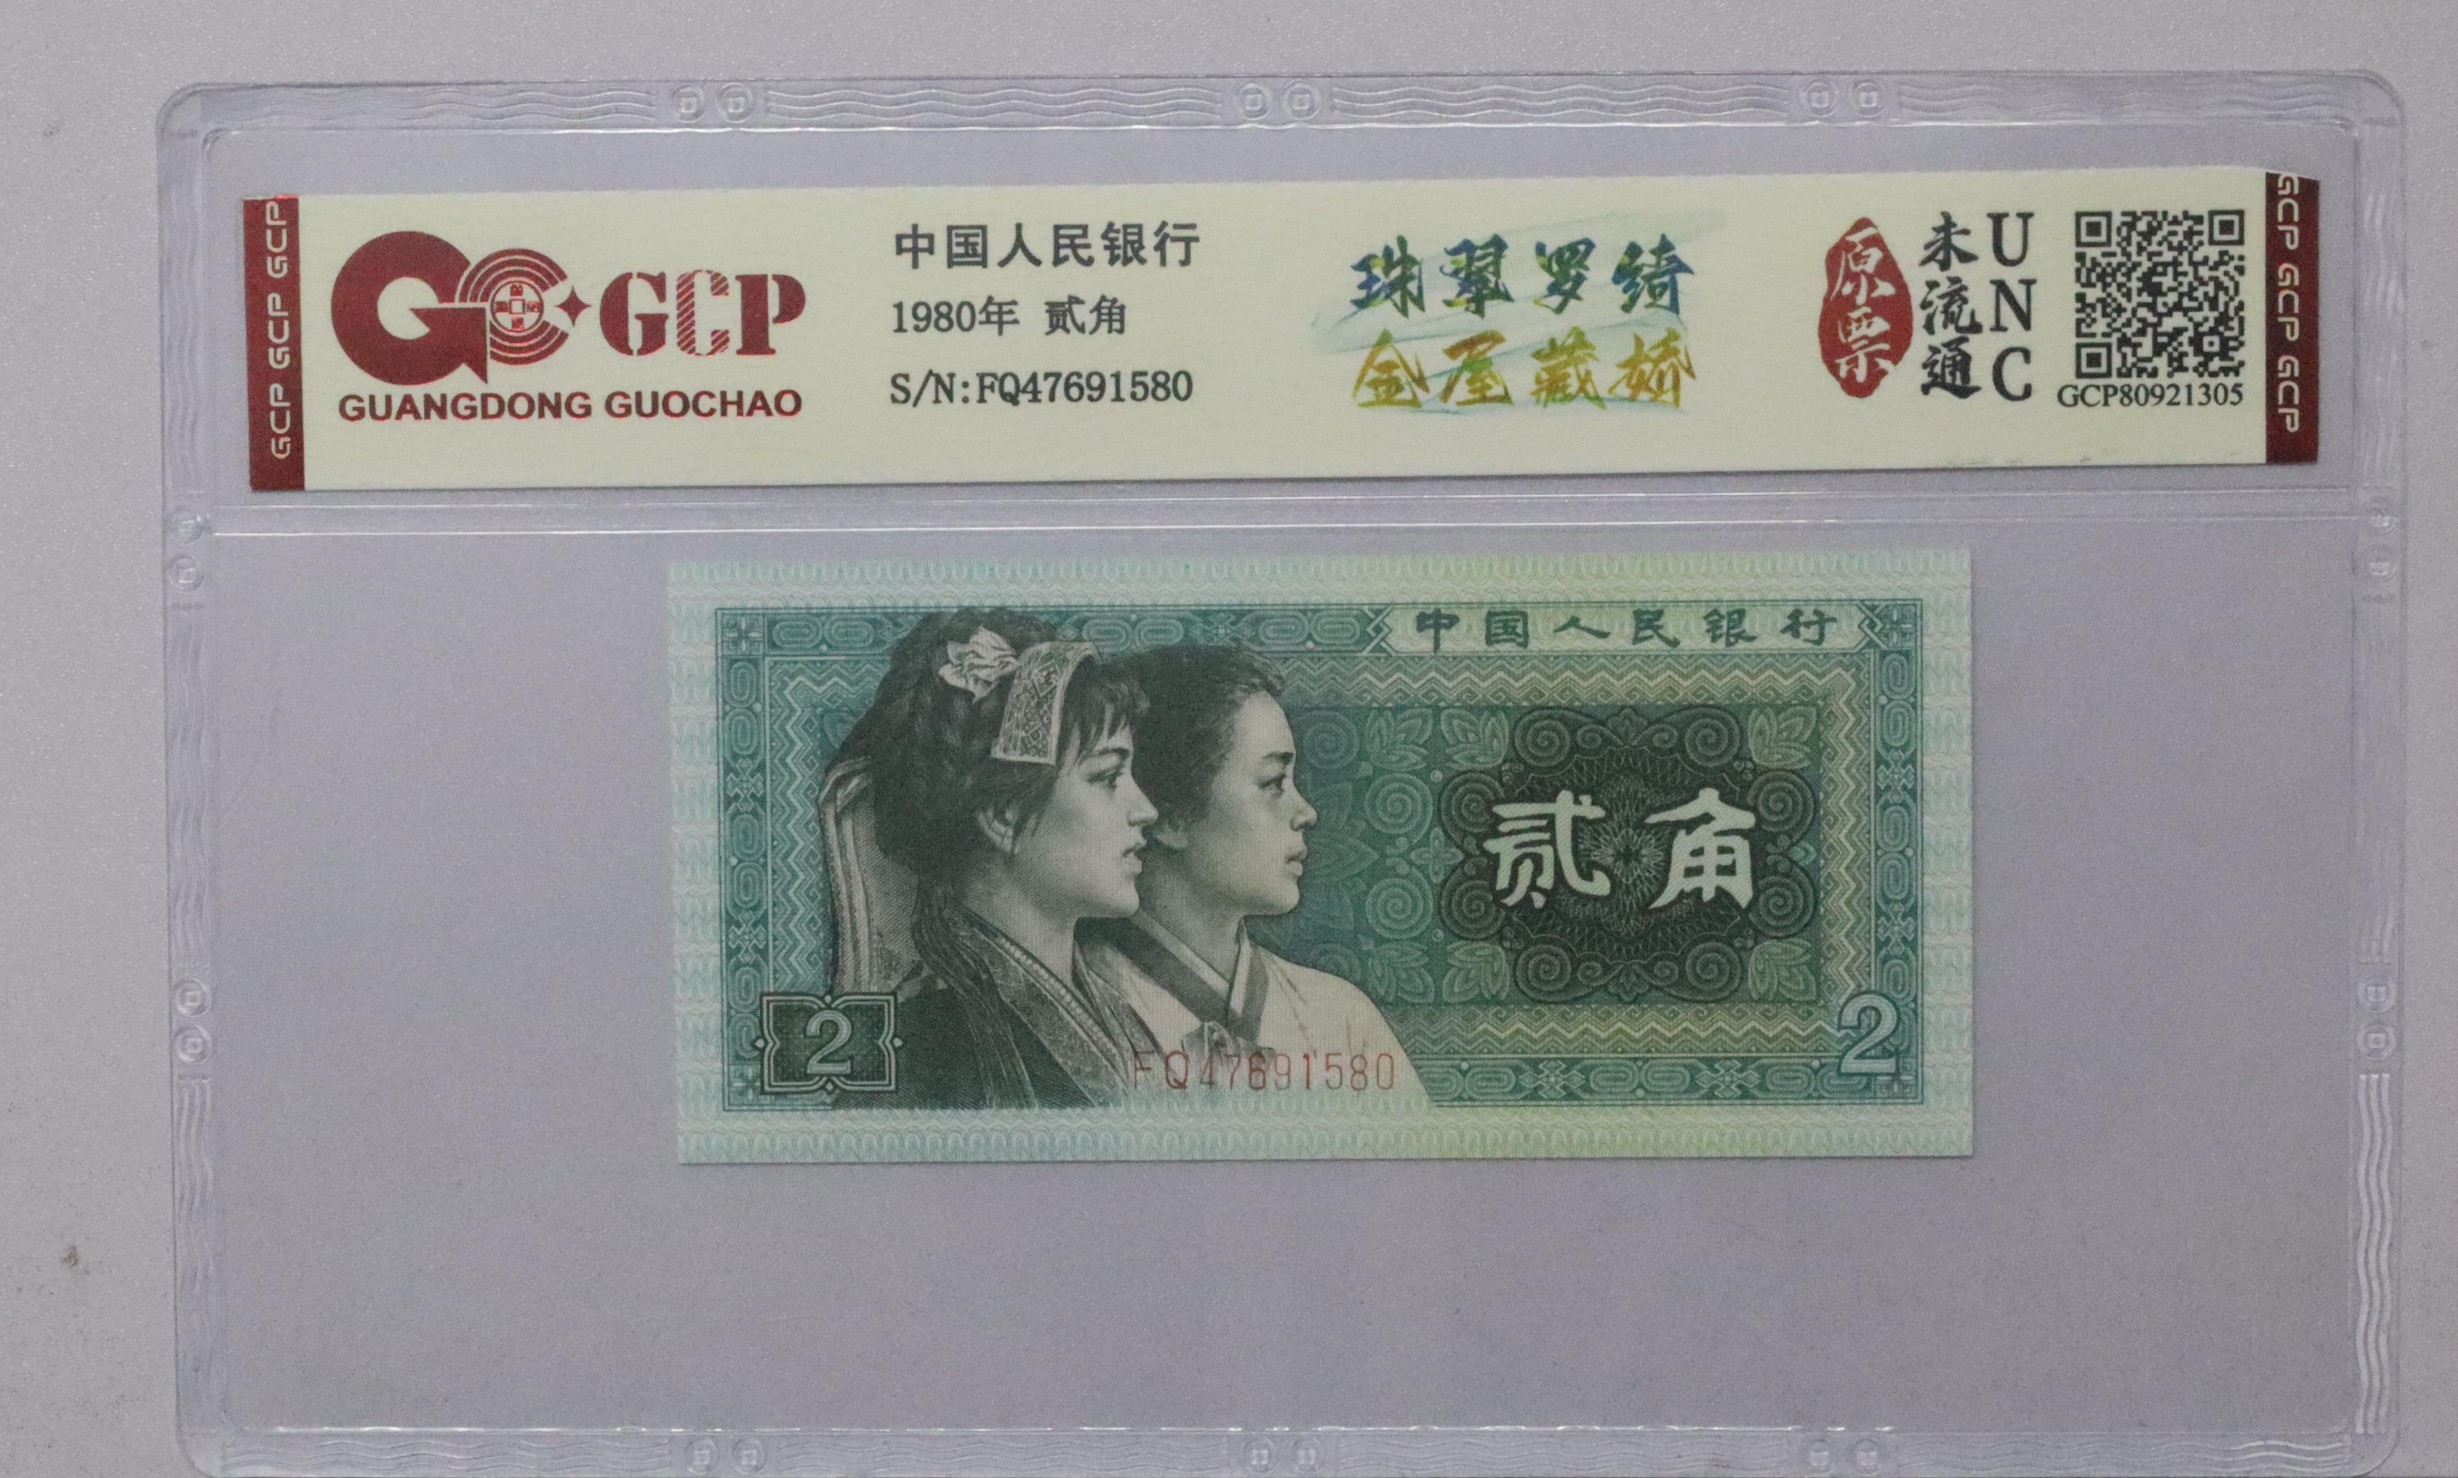 GCP GCP GCP
GCP
GUANGDONG GUOCHAO
中国人民银行
1980年 贰角
S/N:FQ47691580
珠翠罗绮
金屋藏娇
原票
未流通
UNC
GCP80921305
GCP GCP GCP
中国人民银行
贰角
2
2
FQ47691580